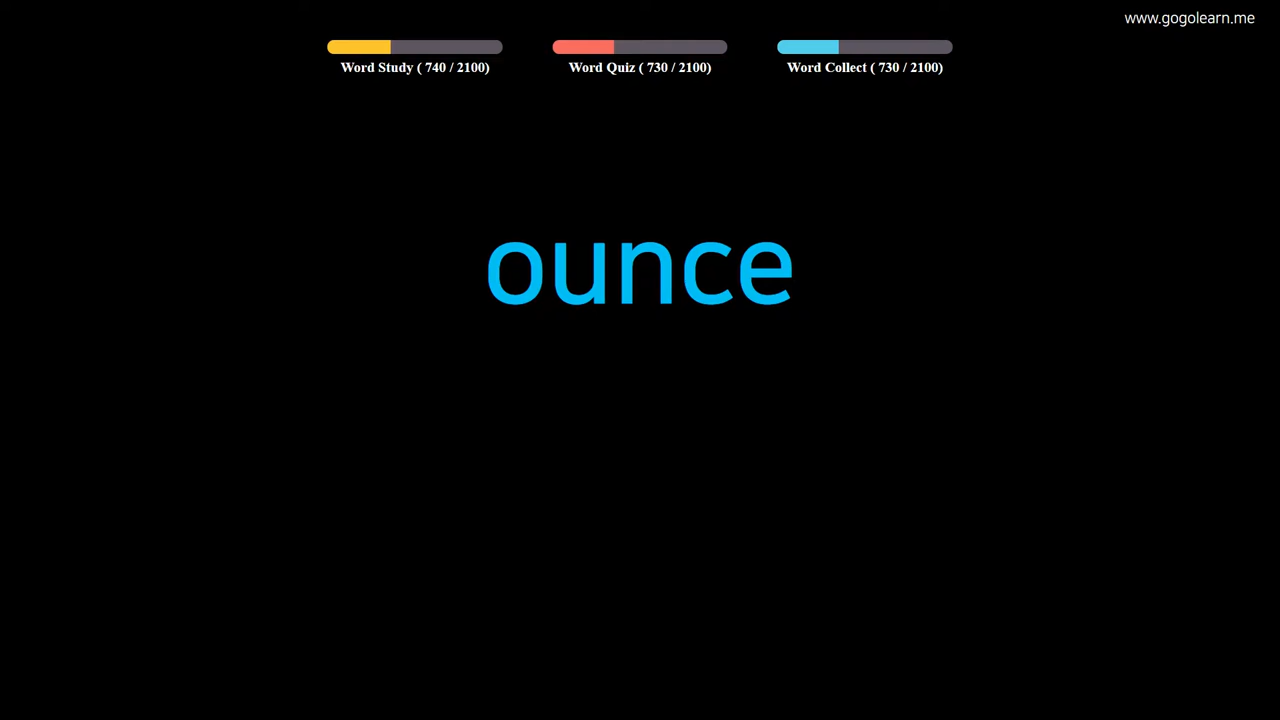 www.gogolearn.me
Word Study ( 740 / 2100)
Word Quiz ( 730 / 2100)
Word Collect ( 730 / 2100)
ounce